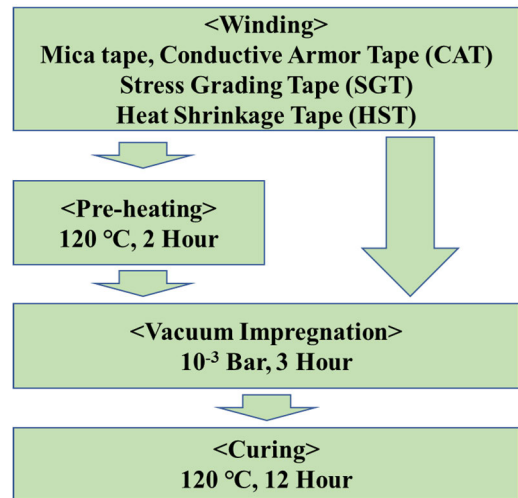 <Winding>
Mica tape, Conductive Armor Tape (CAT)
Stress Grading Tape (SGT)
Heat Shrinkage Tape (HST)
<Pre-heating>
120 ℃, 2 Hour
<Vacuum Impregnation>
10⁻³ Bar, 3 Hour
<Curing>
120 ℃, 12 Hour